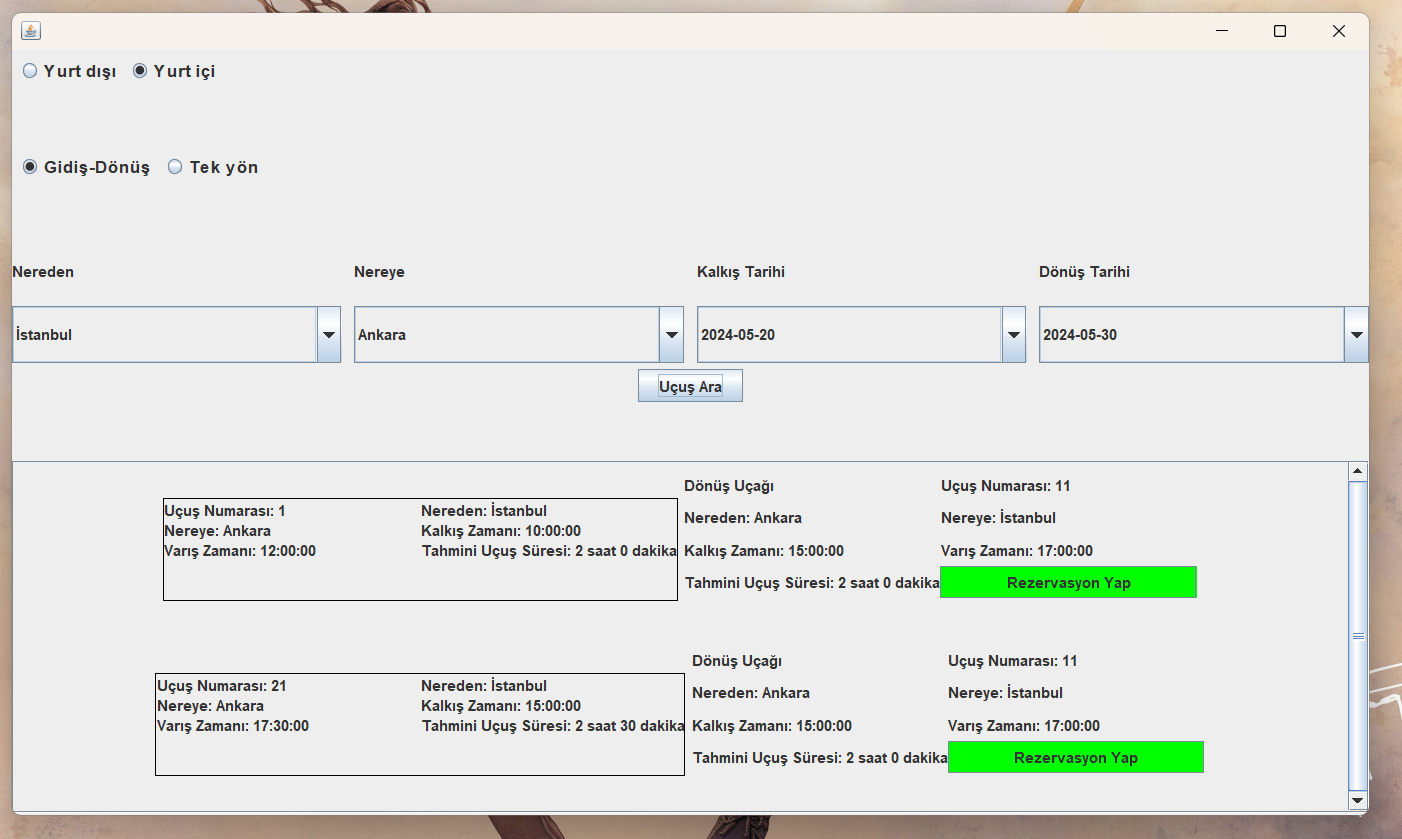 Yurt dışı Yurt içi
Gidiş-Dönüş Tek yön
Nereden Nereye Kalkış Tarihi Dönüş Tarihi
İstanbul Ankara 2024-05-20 2024-05-30
Uçuş Ara
Uçuş Numarası: 1 Nereden: İstanbul
Nereye: Ankara Kalkış Zamanı: 10:00:00
Varış Zamanı: 12:00:00 Tahmini Uçuş Süresi: 2 saat 0 dakika
Dönüş Uçağı Uçuş Numarası: 11
Nereden: Ankara Nereye: İstanbul
Kalkış Zamanı: 15:00:00 Varış Zamanı: 17:00:00
Tahmini Uçuş Süresi: 2 saat 0 dakika Rezervasyon Yap
Uçuş Numarası: 21 Nereden: İstanbul
Nereye: Ankara Kalkış Zamanı: 15:00:00
Varış Zamanı: 17:30:00 Tahmini Uçuş Süresi: 2 saat 30 dakika
Dönüş Uçağı Uçuş Numarası: 11
Nereden: Ankara Nereye: İstanbul
Kalkış Zamanı: 15:00:00 Varış Zamanı: 17:00:00
Tahmini Uçuş Süresi: 2 saat 0 dakika Rezervasyon Yap